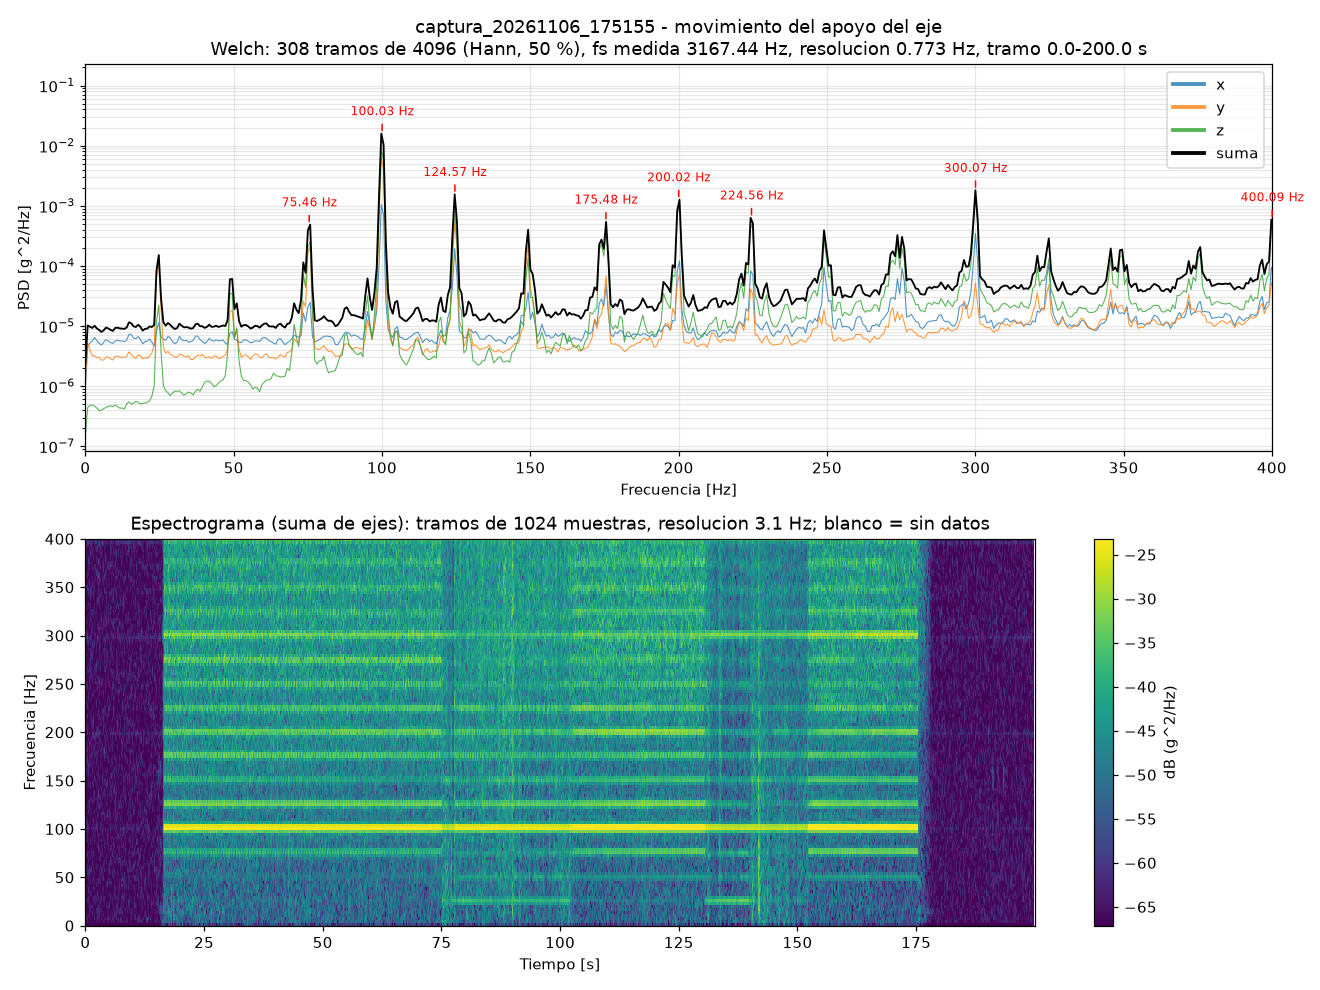 captura_20261106_175155 - movimiento del apoyo del eje
Welch: 308 tramos de 4096 (Hann, 50 %), fs medida 3167.44 Hz, resolucion 0.773 Hz, tramo 0.0-200.0 s
PSD [g^2/Hz]
10^-1
10^-2
10^-3
10^-4
10^-5
10^-6
10^-7
75.46 Hz
100.03 Hz
124.57 Hz
175.48 Hz
200.02 Hz
224.56 Hz
300.07 Hz
400.09 Hz
x
y
z
suma
0 50 100 150 200 250 300 350 400
Frecuencia [Hz]
Espectrograma (suma de ejes): tramos de 1024 muestras, resolucion 3.1 Hz; blanco = sin datos
Frecuencia [Hz]
400
350
300
250
200
150
100
50
0
0 25 50 75 100 125 150 175
Tiempo [s]
−25
−30
−35
−40
−45
−50
−55
−60
−65
dB (g^2/Hz)